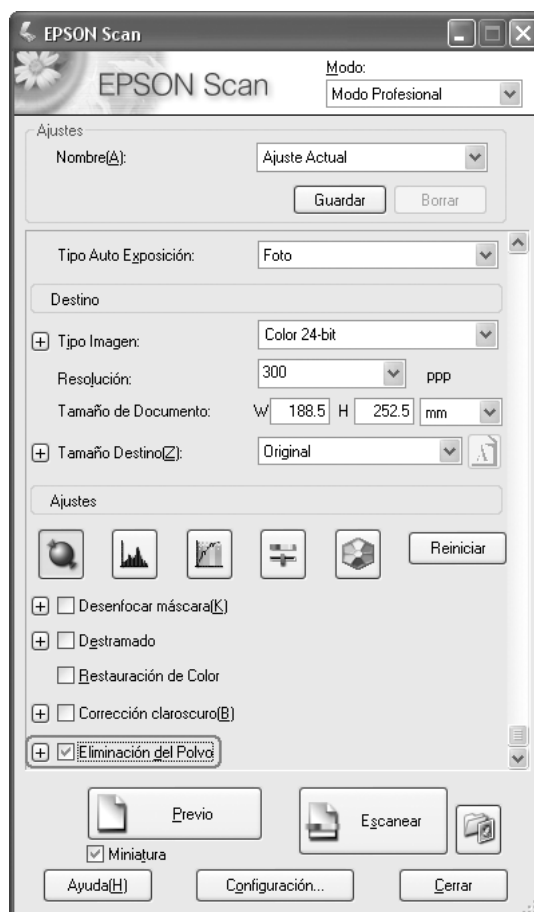 EPSON Scan
EPSON Scan
Modo:
Modo Profesional
Ajustes
Nombre(A):
Ajuste Actual
Guardar
Borrar
Tipo Auto Exposición:
Foto
Destino
Tipo Imagen:
Color 24-bit
Resolución:
300
ppp
Tamaño de Documento:
W 188.5 H 252.5 mm
Tamaño Destino(Z):
Original
Ajustes
Reiniciar
Desenfocar máscara(K)
Destramado
Restauración de Color
Corrección claroscuro(B)
Eliminación del Polvo
Previo
Escanear
Miniatura
Ayuda(H)
Configuración...
Cerrar